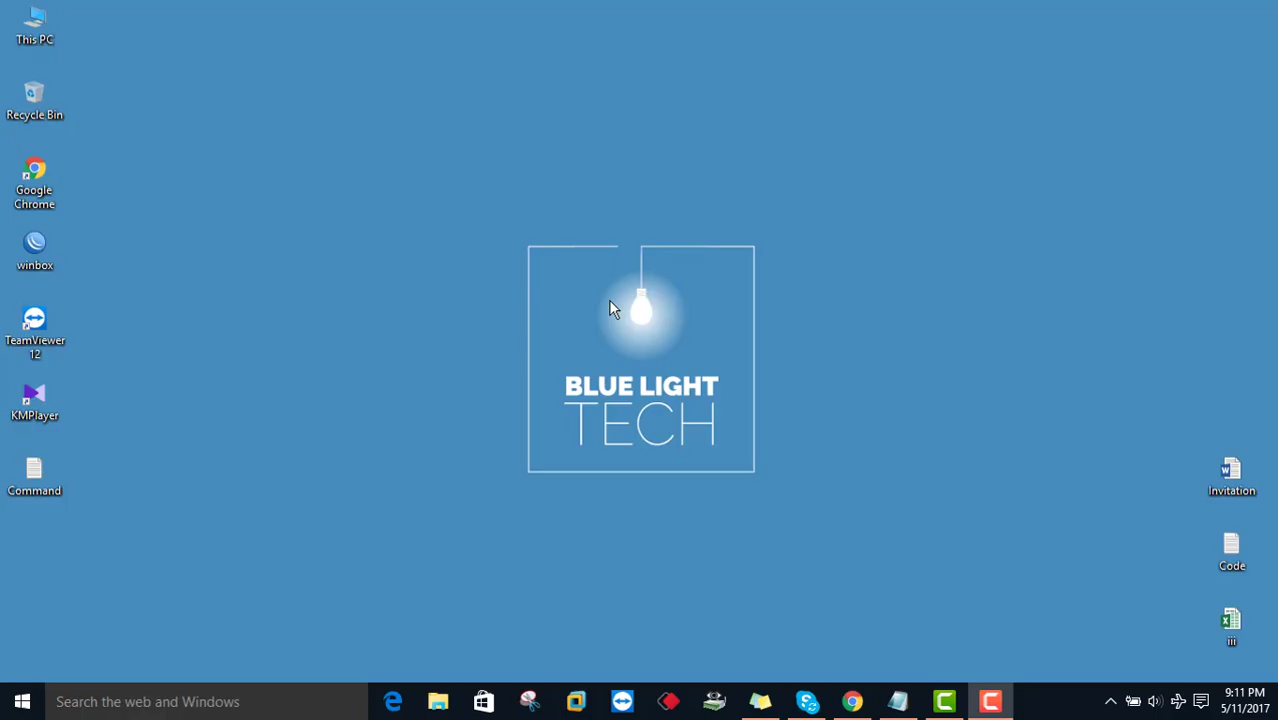 This PC
Recycle Bin
Google
Chrome
winbox
TeamViewer
12
KMPlayer
Command
BLUE LIGHT
TECH
Invitation
Code
iii
Search the web and Windows
9:11 PM
5/11/2017